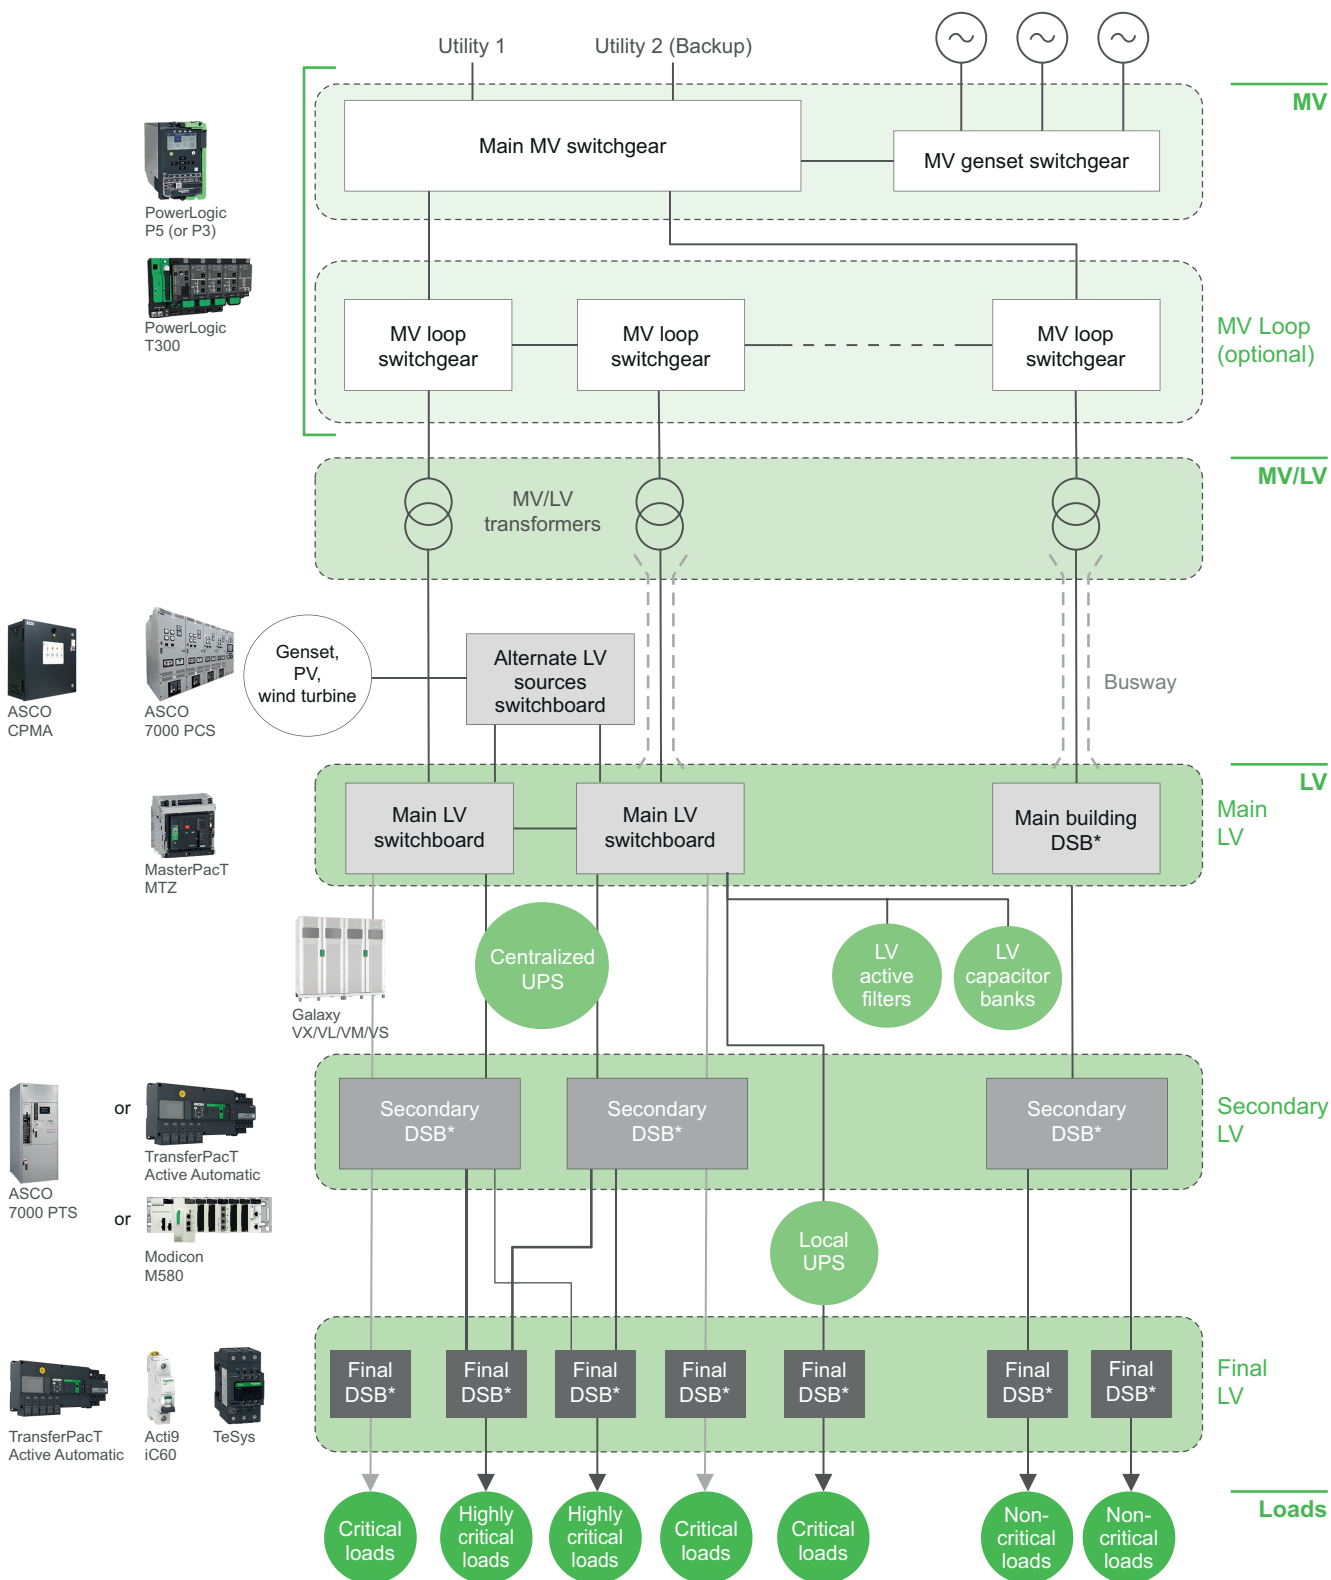 Utility 1
Utility 2 (Backup)
MV
Main MV switchgear
MV genset switchgear
PowerLogic
P5 (or P3)
PowerLogic
T300
MV loop
switchgear
MV loop
switchgear
MV loop
switchgear
MV Loop
(optional)
MV/LV
MV/LV
transformers
ASCO
CPMA
ASCO
7000 PCS
Genset,
PV,
wind turbine
Alternate LV
sources
switchboard
Busway
LV
Main
LV
Main LV
switchboard
Main LV
switchboard
Main building
DSB*
MasterPacT
MTZ
Galaxy
VX/VL/VM/VS
Centralized
UPS
LV
active
filters
LV
capacitor
banks
Secondary
DSB*
Secondary
DSB*
Secondary
DSB*
Secondary
LV
ASCO
7000 PTS
or
TransferPacT
Active Automatic
or
Modicon
M580
Local
UPS
Final
DSB*
Final
DSB*
Final
DSB*
Final
DSB*
Final
DSB*
Final
DSB*
Final
DSB*
Final
LV
TransferPacT
Active Automatic
Acti9
iC60
TeSys
Critical
loads
Highly
critical
loads
Highly
critical
loads
Critical
loads
Critical
loads
Non-
critical
loads
Non-
critical
loads
Loads